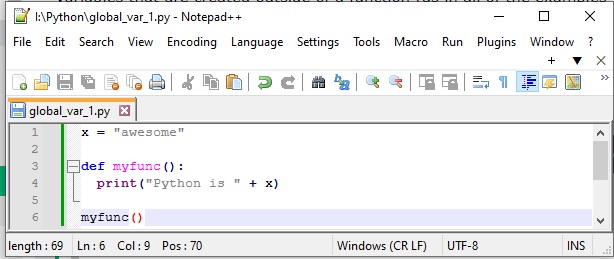 I:\Python\global_var_1.py - Notepad++
File Edit Search View Encoding Language Settings Tools Macro Run Plugins Window ?
global_var_1.py
1 x = "awesome"
2
3 def myfunc():
4 print("Python is " + x)
5
6 myfunc()
length : 69 Ln : 6 Col : 9 Pos : 70 Windows (CR LF) UTF-8 INS